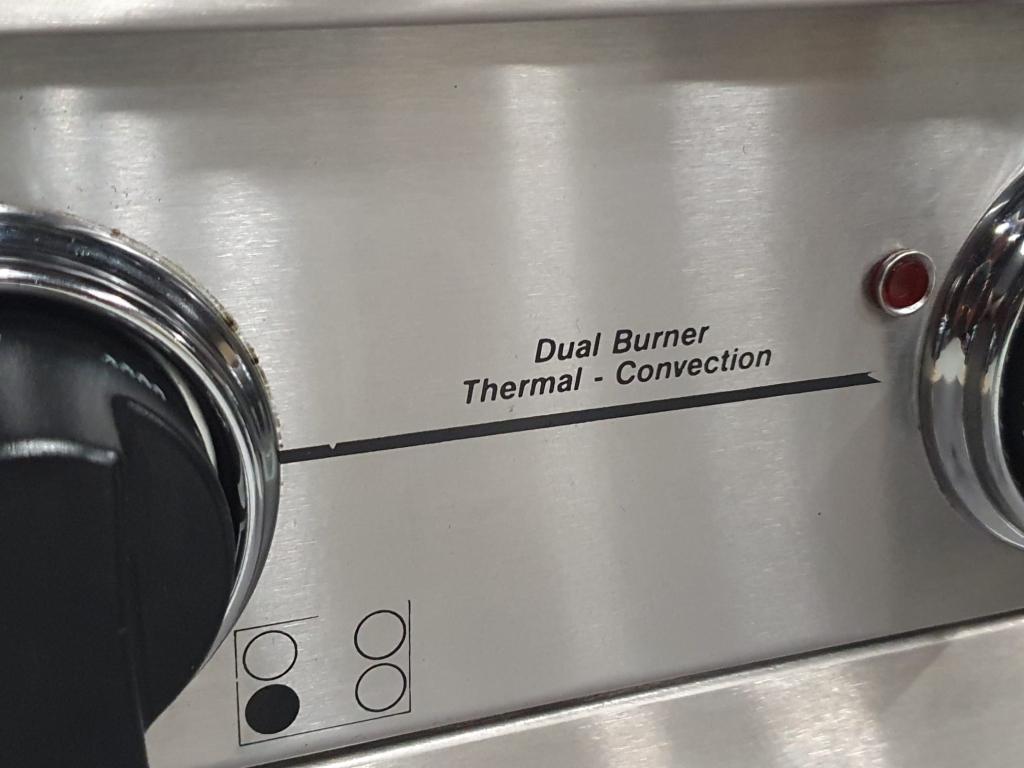 Dual Burner
Thermal - Convection